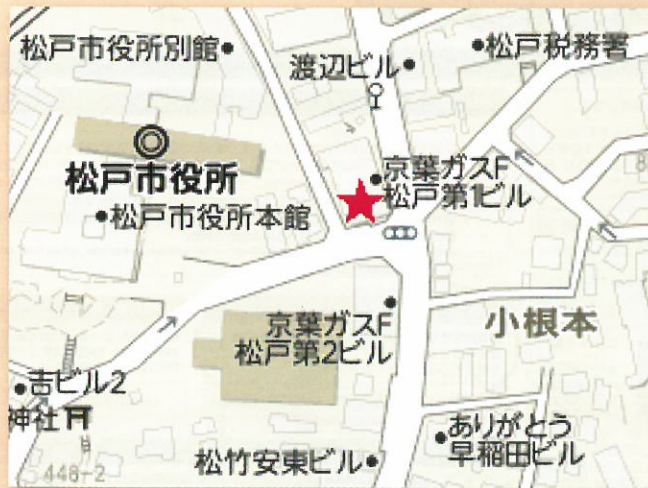 松戸市役所別館
渡辺ビル
松戸税務署
松戸市役所
京葉ガスF
松戸第1ビル
松戸市役所本館
京葉ガスF
松戸第2ビル
小根本
吉ビル2
神社
ありがとう
早稲田ビル
松竹安東ビル
448-2
8